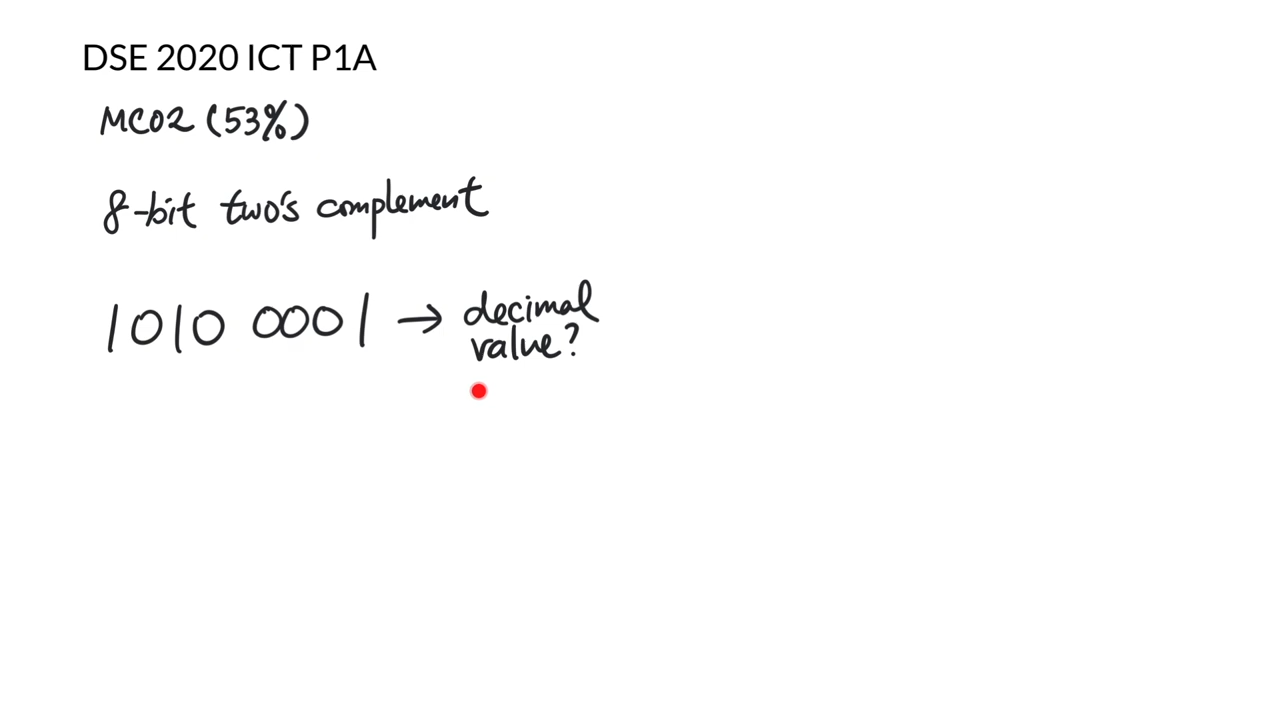 DSE 2020 ICT P1A
MC02 (53%)
8-bit two's complement
1010 0001 → decimal
value?